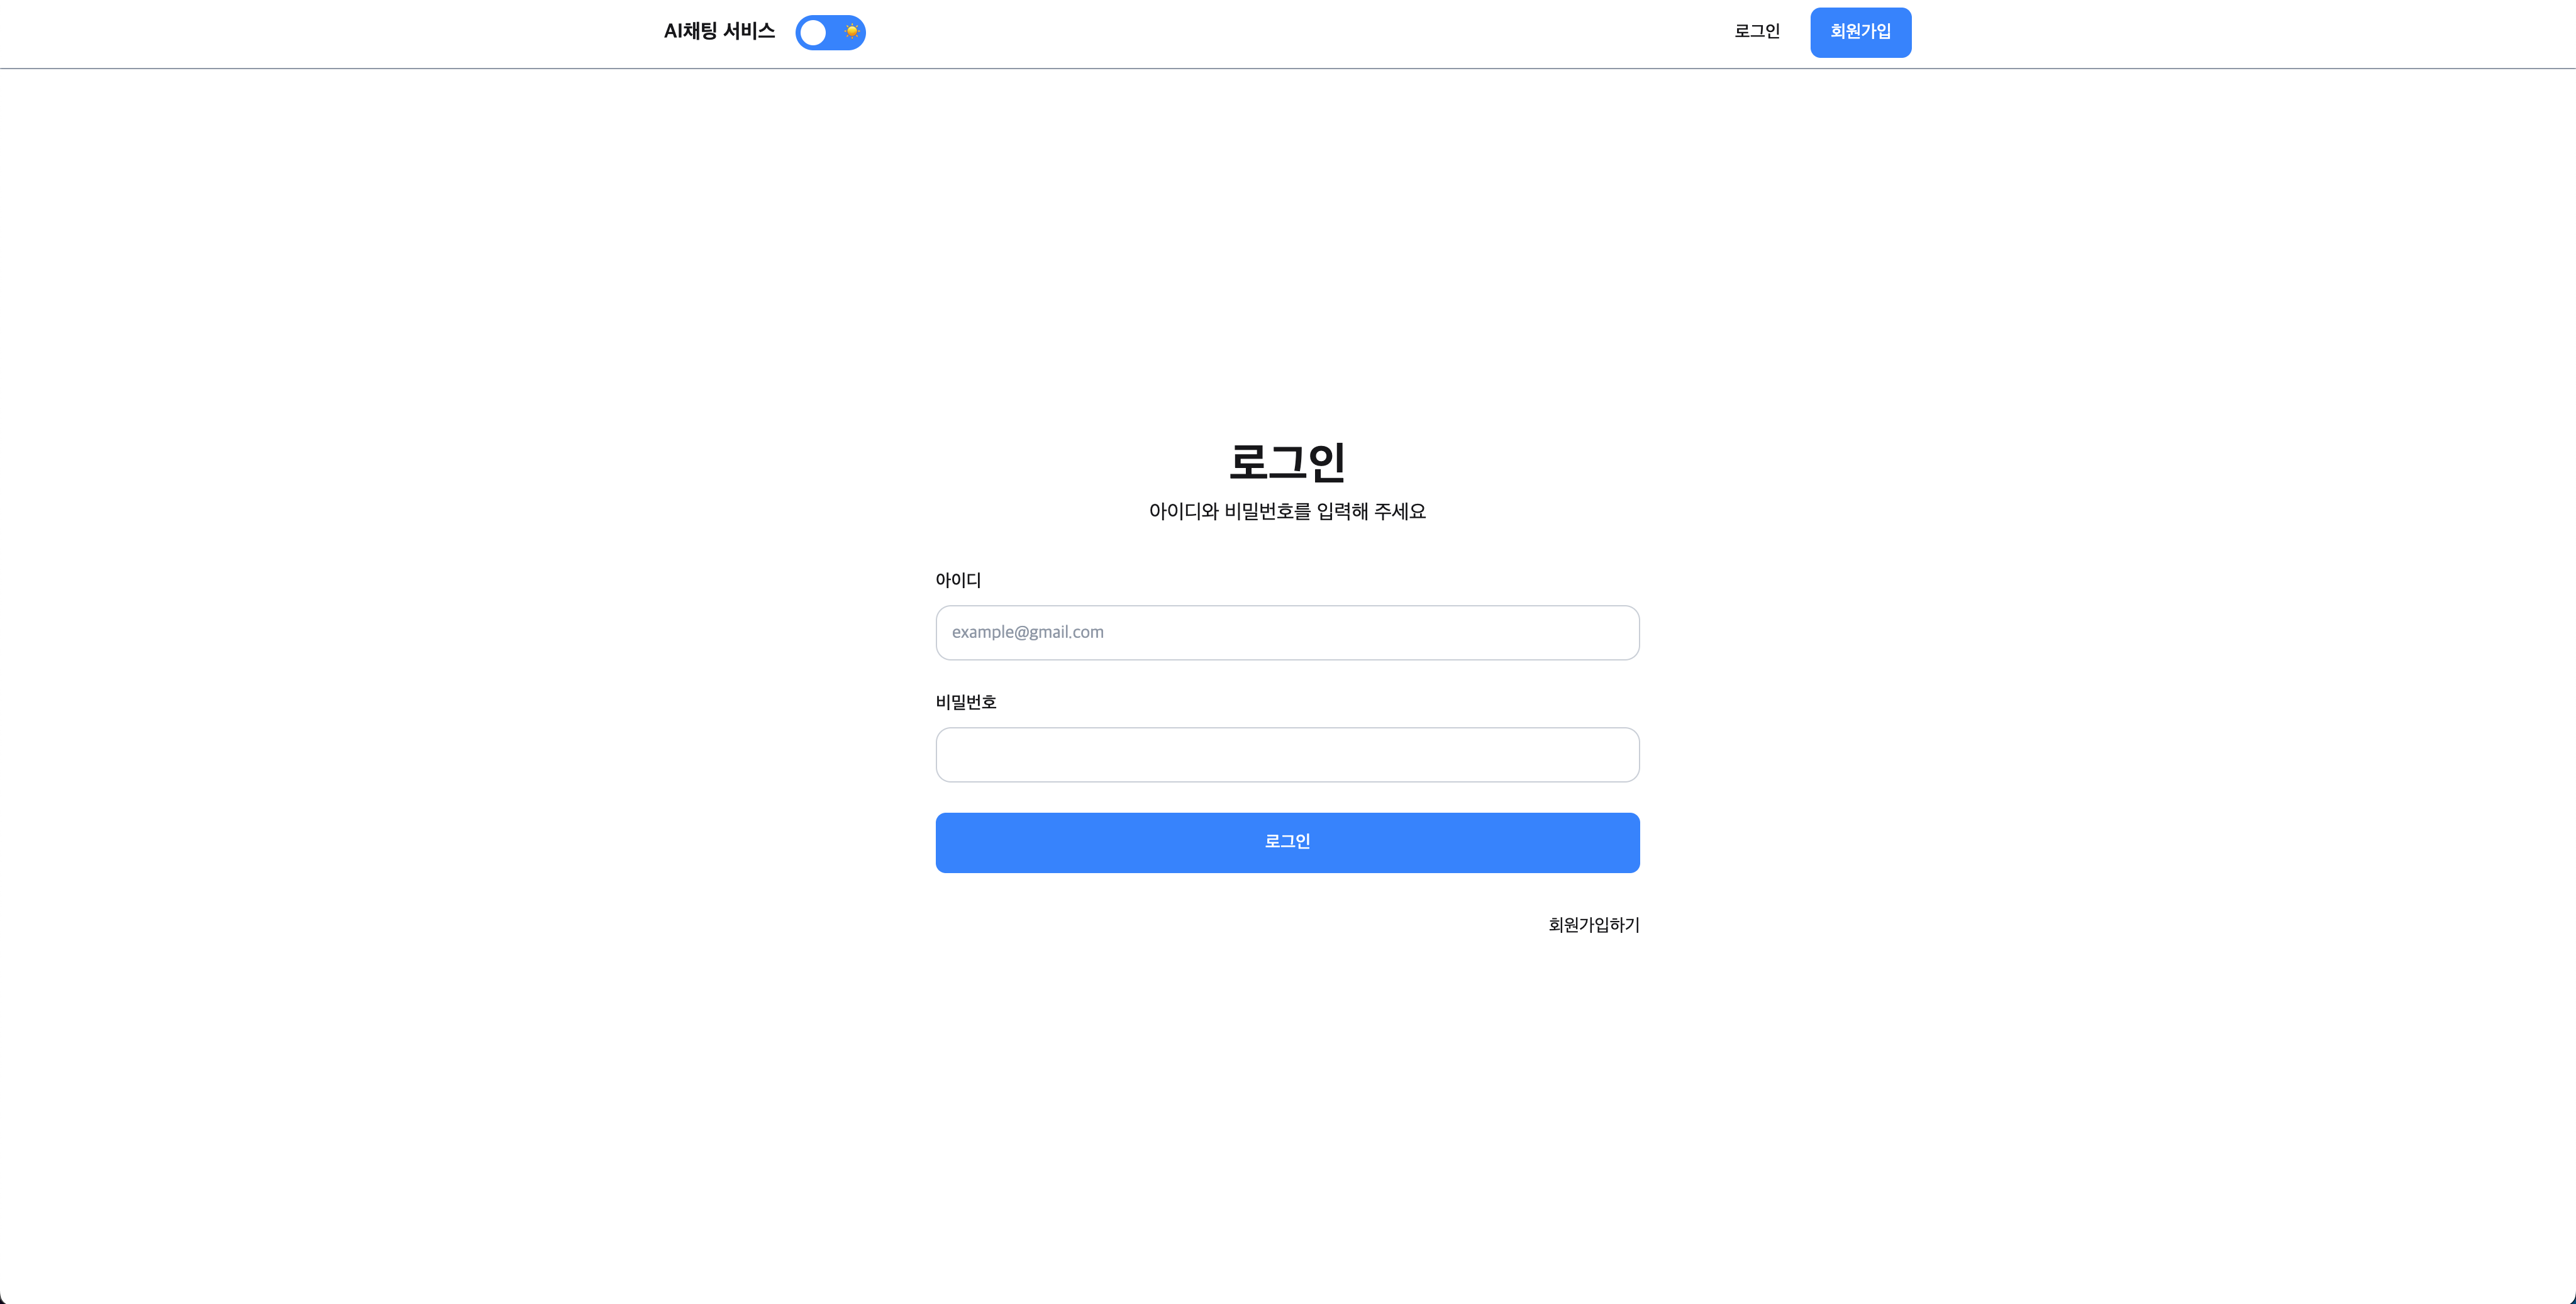 AI채팅 서비스
로그인
회원가입
로그인
아이디와 비밀번호를 입력해 주세요
아이디
example@gmail.com
비밀번호
로그인
회원가입하기